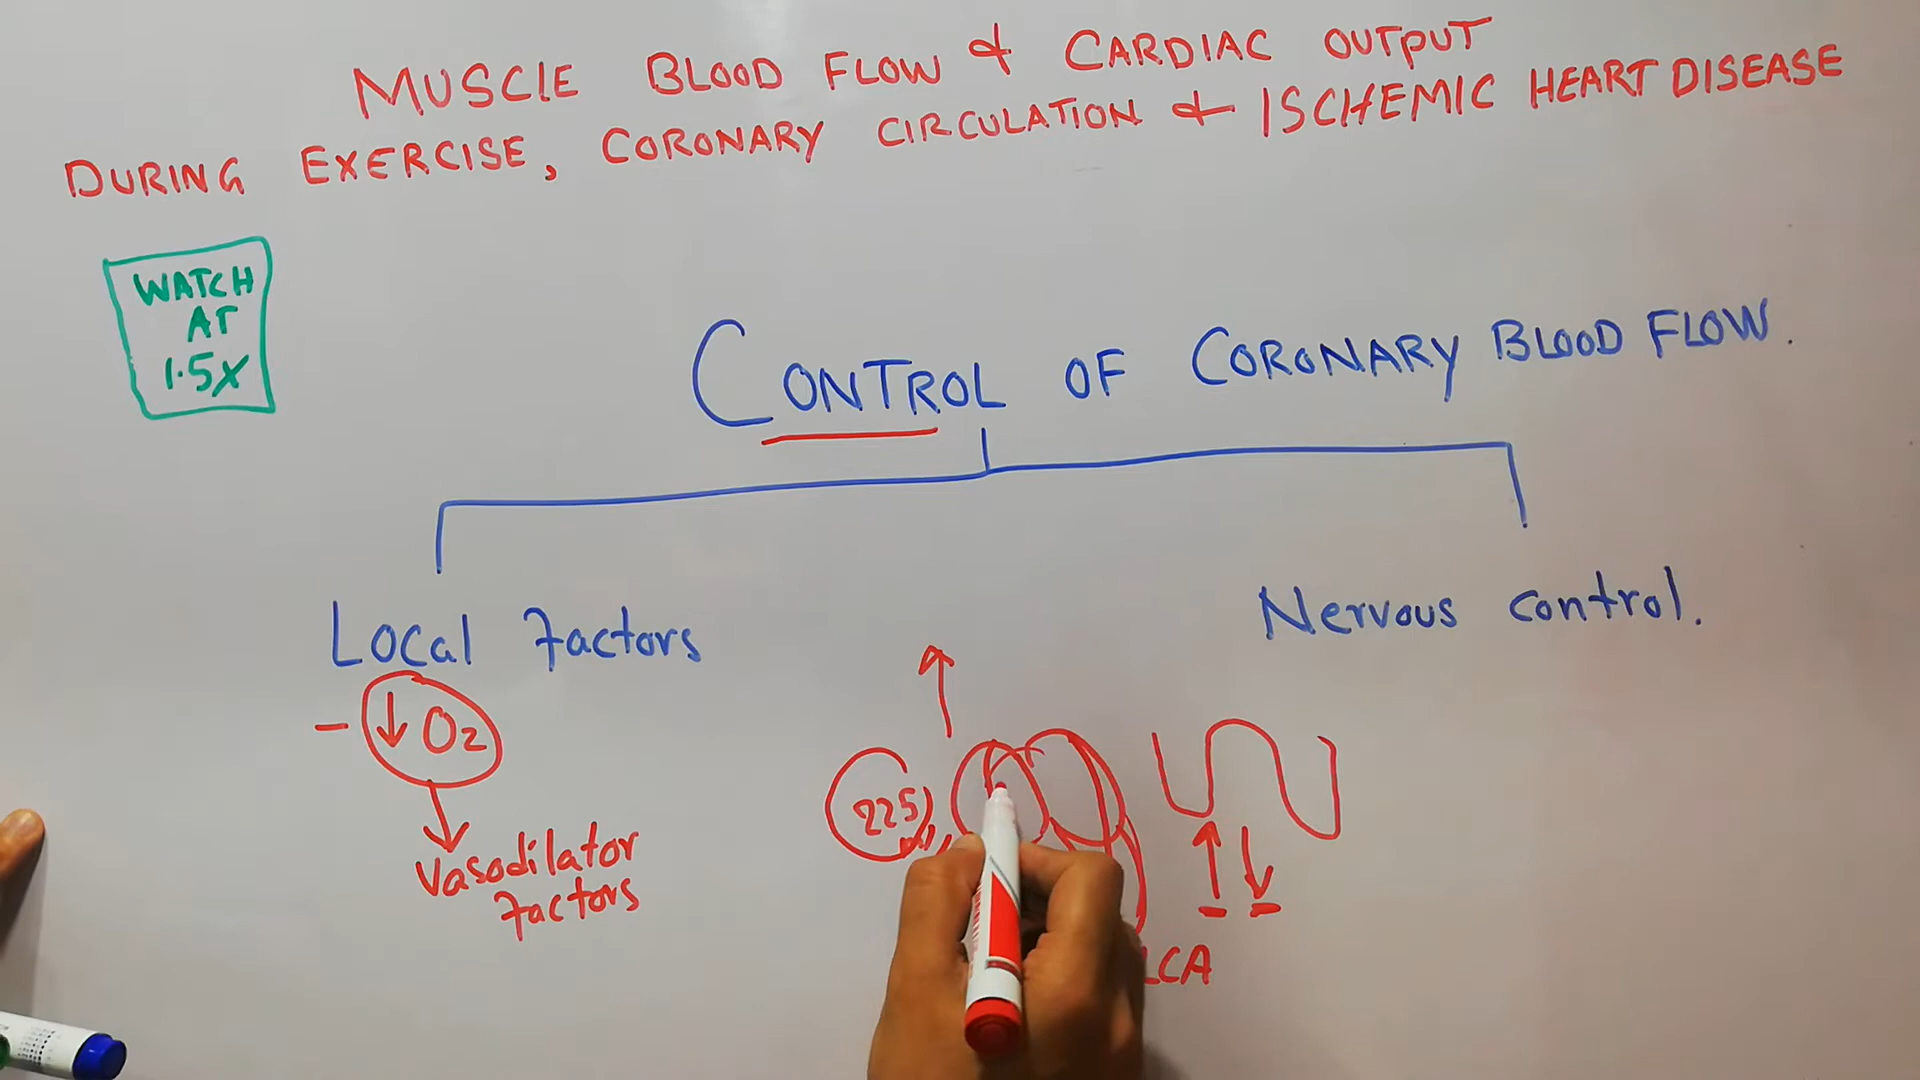 MUSCLE BLOOD FLOW & CARDIAC OUTPUT
DURING EXERCISE, CORONARY CIRCULATION & ISCHEMIC HEART DISEASE
WATCH
AT
1.5X
CONTROL OF CORONARY BLOOD FLOW.
Local Factors
Nervous control.
- ↓ O2
Vasodilator
Factors
225
LCA